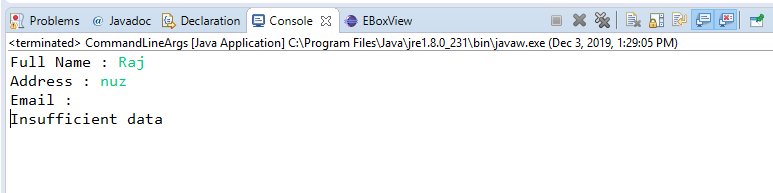 Problems @ Javadoc Declaration Console EBoxView
<terminated> CommandLineArgs [Java Application] C:\Program Files\Java\jre1.8.0_231\bin\javaw.exe (Dec 3, 2019, 1:29:05 PM)
Full Name : Raj
Address : nuz
Email :
Insufficient data